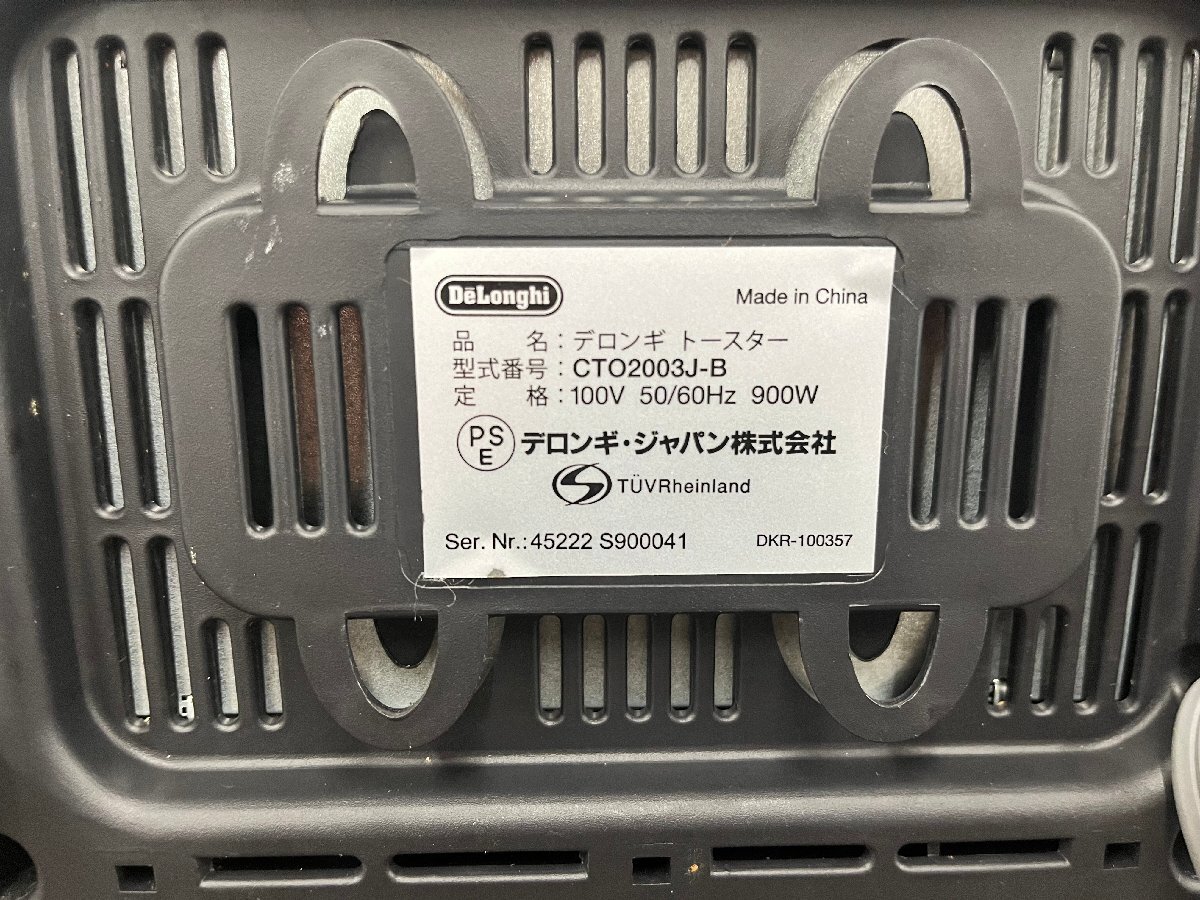 DeLonghi
Made in China
品 名：デロンギ トースター
型式番号：CTO2003J-B
定 格：100V 50/60Hz 900W
PS
E
デロンギ・ジャパン株式会社
TÜVRheinland
Ser. Nr.:45222 S900041
DKR-100357